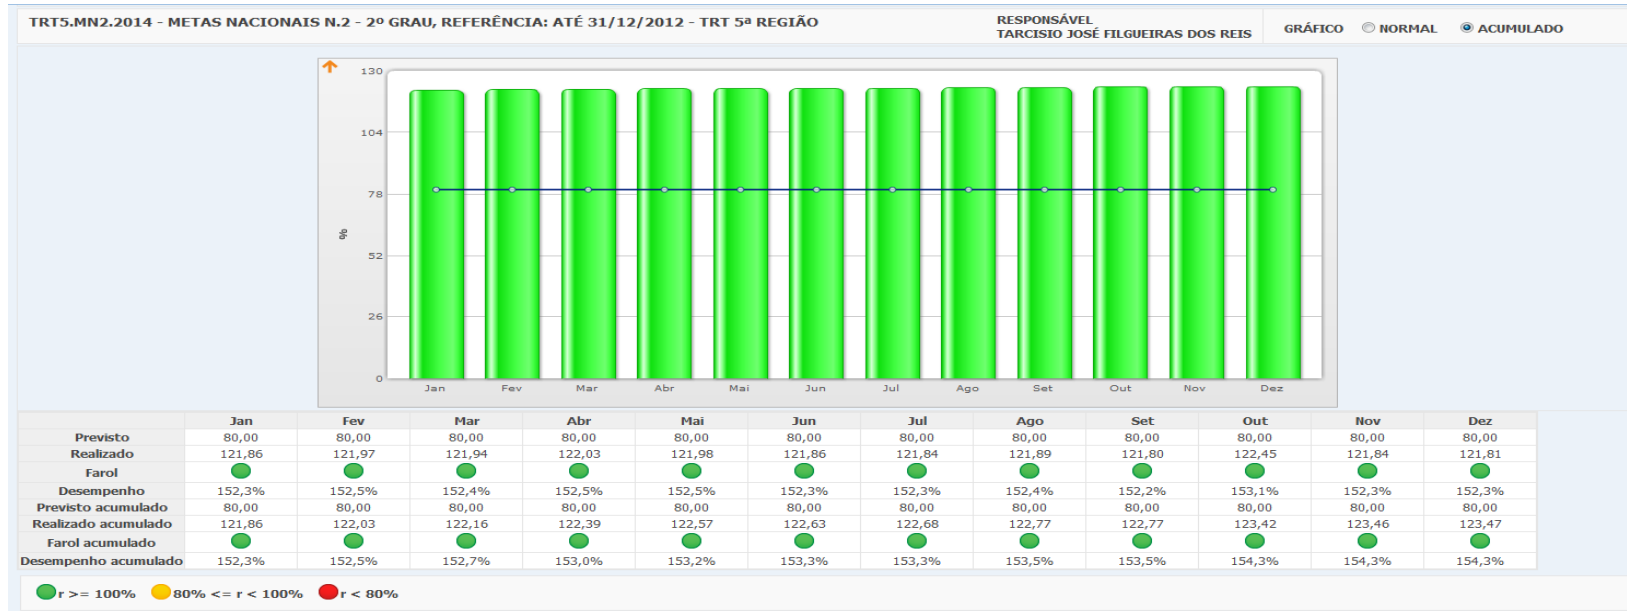 TRT5.MN2.2014 - METAS NACIONAIS N.2 - 2º GRAU, REFERÊNCIA: ATÉ 31/12/2012 - TRT 5ª REGIÃO
RESPONSÁVEL
TARCISIO JOSÉ FILGUEIRAS DOS REIS
GRÁFICO NORMAL ACUMULADO
130
104
78
%
52
26
0
Jan Fev Mar Abr Mai Jun Jul Ago Set Out Nov Dez
Jan Fev Mar Abr Mai Jun Jul Ago Set Out Nov Dez
Previsto 80,00 80,00 80,00 80,00 80,00 80,00 80,00 80,00 80,00 80,00 80,00 80,00
Realizado 121,86 121,97 121,94 122,03 121,98 121,86 121,84 121,89 121,80 122,45 121,84 121,81
Farol
Desempenho 152,3% 152,5% 152,4% 152,5% 152,5% 152,3% 152,3% 152,4% 152,2% 153,1% 152,3% 152,3%
Previsto acumulado 80,00 80,00 80,00 80,00 80,00 80,00 80,00 80,00 80,00 80,00 80,00 80,00
Realizado acumulado 121,86 122,03 122,16 122,39 122,57 122,63 122,68 122,77 122,77 123,42 123,46 123,47
Farol acumulado
Desempenho acumulado 152,3% 152,5% 152,7% 153,0% 153,2% 153,3% 153,3% 153,5% 153,5% 154,3% 154,3% 154,3%
r >= 100% 80% <= r < 100% r < 80%